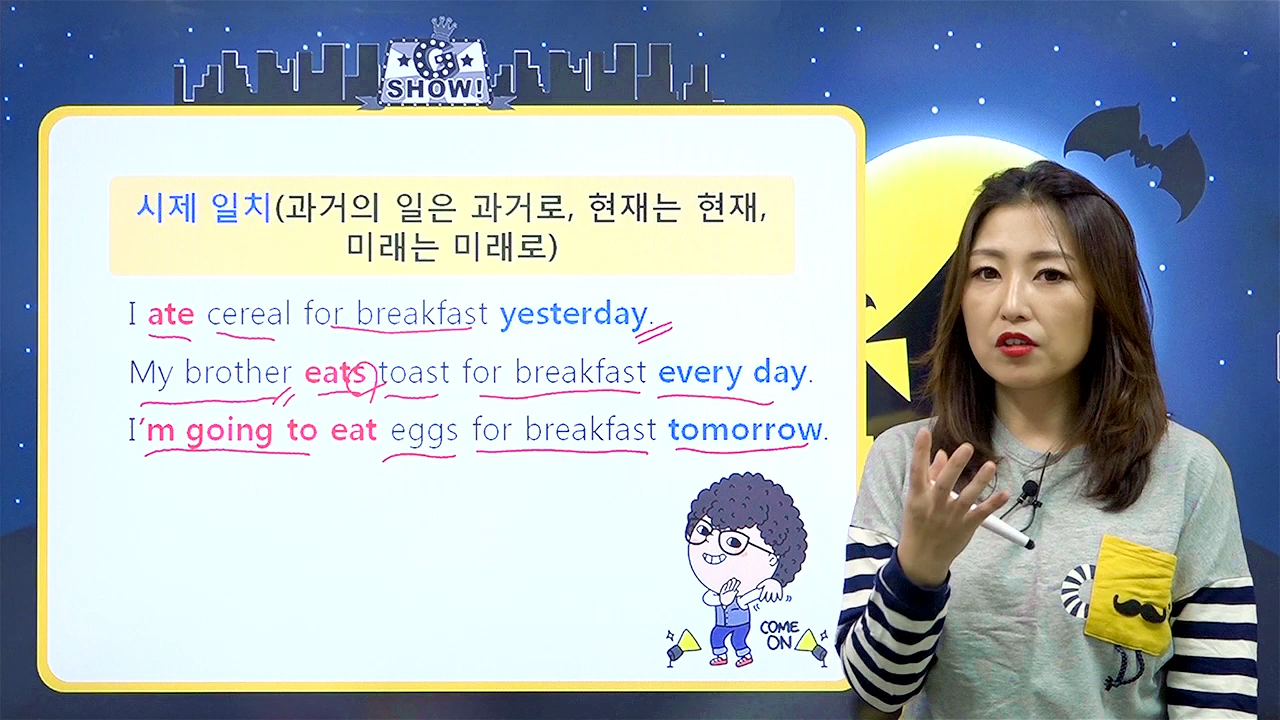 G
SHOW!
시제 일치(과거의 일은 과거로, 현재는 현재,
미래는 미래로)
I ate cereal for breakfast yesterday.
My brother eats toast for breakfast every day.
I'm going to eat eggs for breakfast tomorrow.
COME
ON